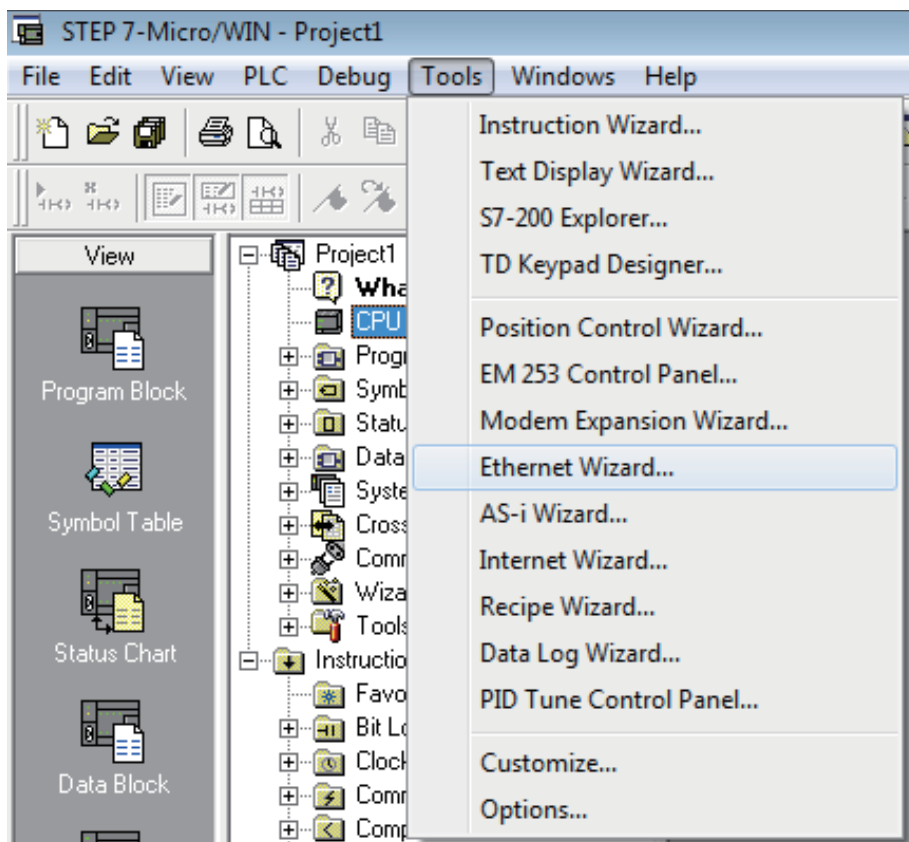 STEP 7-Micro/WIN - Project1
File Edit View PLC Debug Tools Windows Help
Instruction Wizard...
Text Display Wizard...
S7-200 Explorer...
TD Keypad Designer...
Position Control Wizard...
EM 253 Control Panel...
Modem Expansion Wizard...
Ethernet Wizard...
AS-i Wizard...
Internet Wizard...
Recipe Wizard...
Data Log Wizard...
PID Tune Control Panel...
Customize...
Options...
View
Program Block
Symbol Table
Status Chart
Data Block
Project1
Wha
CPU
Progr
Symb
Statu
Data
Syste
Cross
Comm
Wiza
Tools
Instructio
Favo
Bit Lo
Clock
Comm
Comp